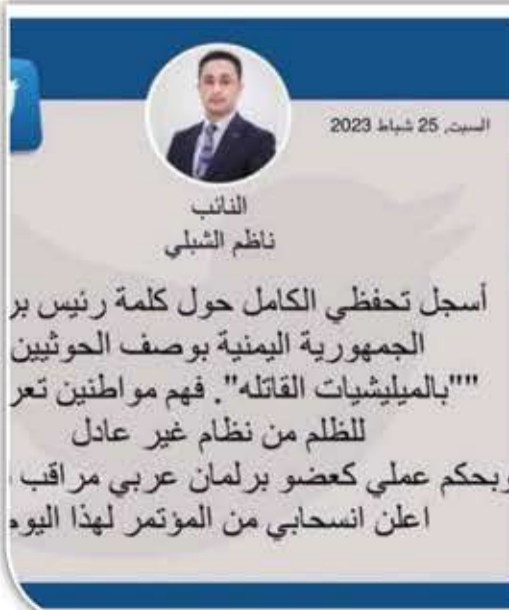 السبت, 25 شباط 2023
النائب
ناظم الشبلي
أسجل تحفظي الكامل حول كلمة رئيس بر
الجمهورية اليمنية بوصف الحوثيين
""بالميليشيات القاتله". فهم مواطنين تعر
للظلم من نظام غير عادل
وبحكم عملي كعضو برلمان عربي مراقب
اعلن انسحابي من المؤتمر لهذا اليوم